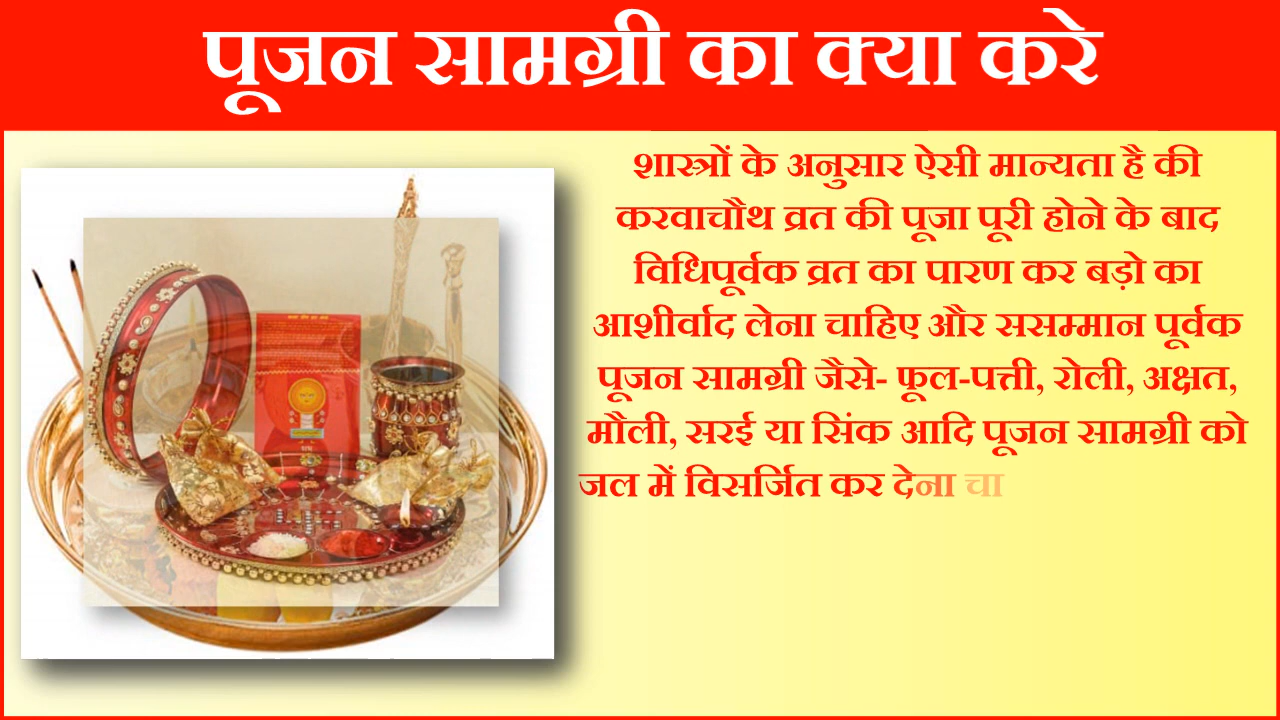 पूजन सामग्री का क्या करे
शास्त्रों के अनुसार ऐसी मान्यता है की
करवाचौथ व्रत की पूजा पूरी होने के बाद
विधिपूर्वक व्रत का पारण कर बड़ो का
आशीर्वाद लेना चाहिए और ससम्मान पूर्वक
पूजन सामग्री जैसे- फूल-पत्ती, रोली, अक्षत,
मौली, सरई या सिंक आदि पूजन सामग्री को
जल में विसर्जित कर देना चा